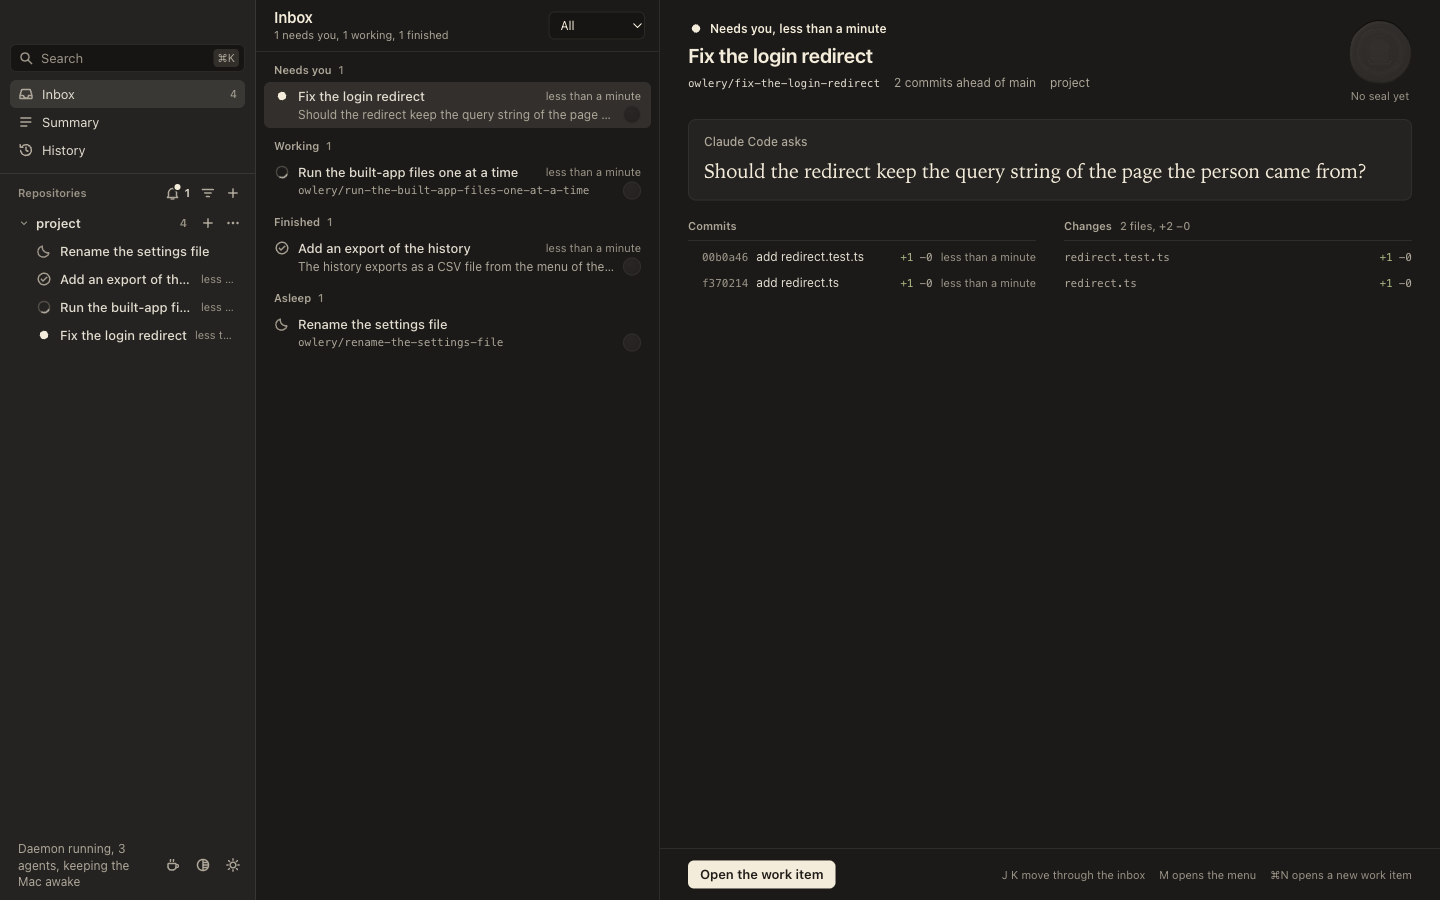 Search ⌘K
Inbox 4
Summary
History
Repositories 1
project 4
Rename the settings file
Add an export of th... less ...
Run the built-app fi... less ...
Fix the login redirect less t...
Daemon running, 3
agents, keeping the
Mac awake
Inbox
1 needs you, 1 working, 1 finished
All
Needs you 1
Fix the login redirect less than a minute
Should the redirect keep the query string of the page ...
Working 1
Run the built-app files one at a time less than a minute
owlery/run-the-built-app-files-one-at-a-time
Finished 1
Add an export of the history less than a minute
The history exports as a CSV file from the menu of the...
Asleep 1
Rename the settings file
owlery/rename-the-settings-file
Needs you, less than a minute
Fix the login redirect
owlery/fix-the-login-redirect 2 commits ahead of main project
No seal yet
Claude Code asks
Should the redirect keep the query string of the page the person came from?
Commits
00b0a46 add redirect.test.ts +1 −0 less than a minute
f370214 add redirect.ts +1 −0 less than a minute
Changes 2 files, +2 −0
redirect.test.ts +1 −0
redirect.ts +1 −0
Open the work item
J K move through the inbox M opens the menu ⌘N opens a new work item